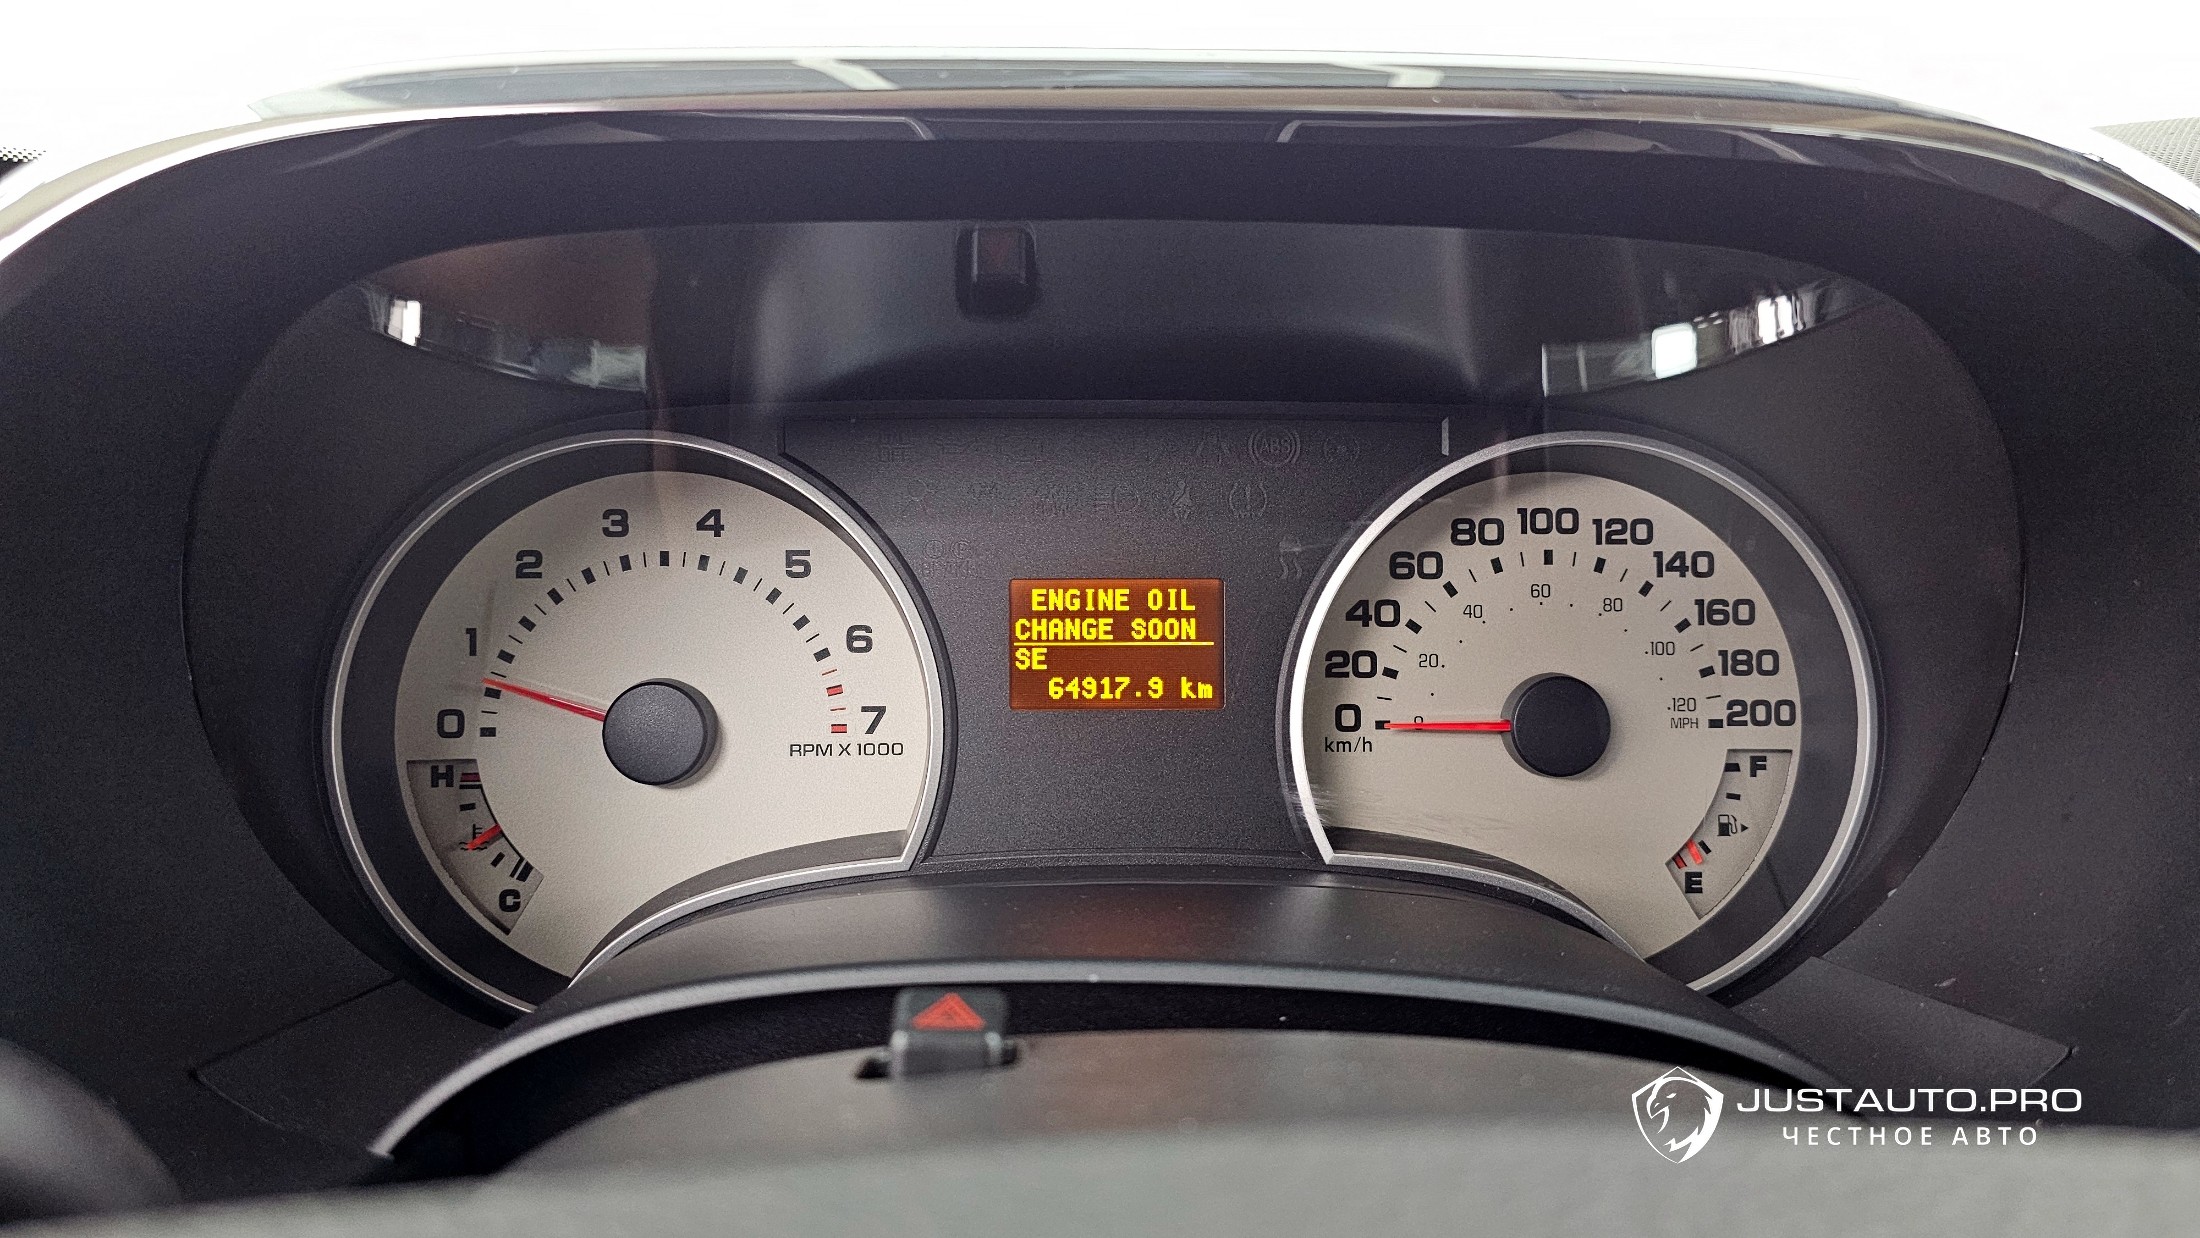 ABS
1
2
3
4
5
6
7
0
RPM X 1000
H
C
ENGINE OIL
CHANGE SOON
SE
64917.9 km
0
20
40
60
80
100
120
140
160
180
200
km/h
0
20
40
60
80
100
120
MPH
F
E
JUSTAUTO.PRO
ЧЕСТНОЕ АВТО